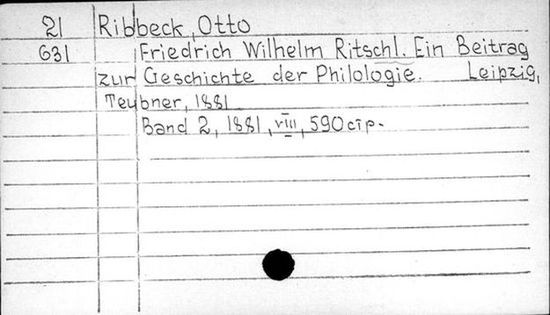 21 Ribbeck, Otto
631 Friedrich Wilhelm Ritschl. Ein Beitrag
zur Geschichte der Philologie. Leipzig,
Teubner, 1881
Band 2, 1881, VIII, 590 cтр.